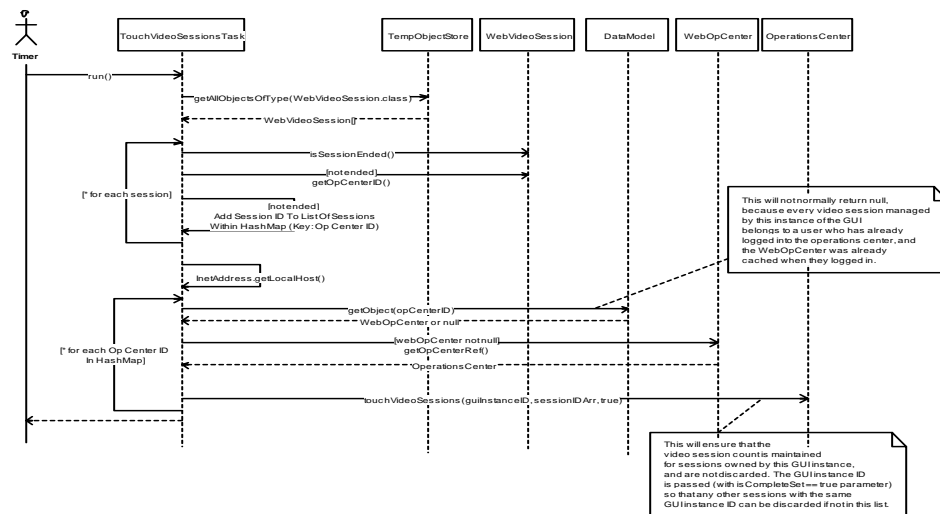 TouchVideoSessionsTask
TempObjectStore
WebVideoSession
DataModel
WebOpCenter
OperationsCenter
Timer
run()
getAllObjectsOfType(WebVideoSession.class)
WebVideoSession[]
isSessionEnded()
[not ended]
getOpCenterID()
[* for each session]
[not ended]
Add Session ID To List Of Sessions
Within HashMap (Key: Op Center ID)
This will not normally return null,
because every video session managed
by this instance of the GUI
belongs to a user who has already
logged into the operations center, and
the WebOpCenter was already
cached when they logged in.
InetAddress.getLocalHost()
getObject(opCenterID)
WebOpCenter or null
[* for each Op Center ID
In HashMap]
[webOpCenter not null]
getOpCenterRef()
OperationsCenter
touchVideoSessions(guiInstanceID, sessionIDArr, true)
This will ensure that the
video session count is maintained
for sessions owned by this GUI instance,
and are not discarded. The GUI instance ID
is passed (with isCompleteSet == true parameter)
so that any other sessions with the same
GUI instance ID can be discarded if not in this list.